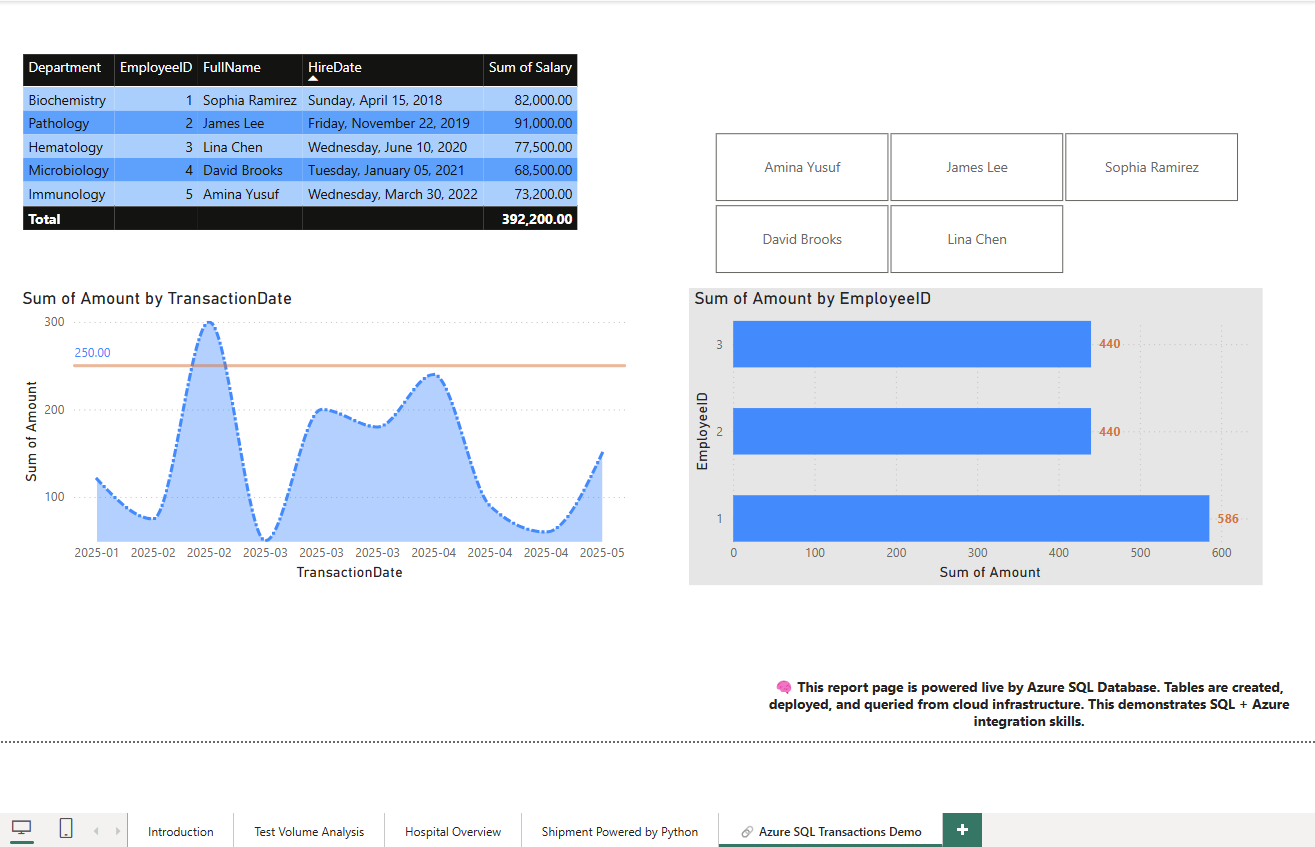 Department EmployeeID FullName HireDate Sum of Salary
Biochemistry 1 Sophia Ramirez Sunday, April 15, 2018 82,000.00
Pathology 2 James Lee Friday, November 22, 2019 91,000.00
Hematology 3 Lina Chen Wednesday, June 10, 2020 77,500.00
Microbiology 4 David Brooks Tuesday, January 05, 2021 68,500.00
Immunology 5 Amina Yusuf Wednesday, March 30, 2022 73,200.00
Total 392,200.00
Amina Yusuf James Lee Sophia Ramirez
David Brooks Lina Chen
Sum of Amount by TransactionDate
300
250.00
200
100
Sum of Amount
2025-01 2025-02 2025-02 2025-03 2025-03 2025-03 2025-04 2025-04 2025-04 2025-05
TransactionDate
Sum of Amount by EmployeeID
3 440
2 440
1 586
EmployeeID
0 100 200 300 400 500 600
Sum of Amount
🧠 This report page is powered live by Azure SQL Database. Tables are created,
deployed, and queried from cloud infrastructure. This demonstrates SQL + Azure
integration skills.
Introduction Test Volume Analysis Hospital Overview Shipment Powered by Python 🔗 Azure SQL Transactions Demo +